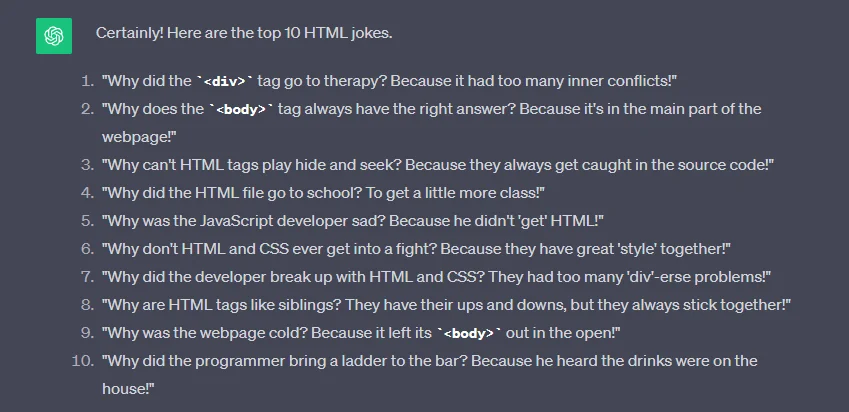 Certainly! Here are the top 10 HTML jokes.
1. "Why did the `<div>` tag go to therapy? Because it had too many inner conflicts!"
2. "Why does the `<body>` tag always have the right answer? Because it's in the main part of the
webpage!"
3. "Why can't HTML tags play hide and seek? Because they always get caught in the source code!"
4. "Why did the HTML file go to school? To get a little more class!"
5. "Why was the JavaScript developer sad? Because he didn't 'get' HTML!"
6. "Why don't HTML and CSS ever get into a fight? Because they have great 'style' together!"
7. "Why did the developer break up with HTML and CSS? They had too many 'div'-erse problems!"
8. "Why are HTML tags like siblings? They have their ups and downs, but they always stick together!"
9. "Why was the webpage cold? Because it left its `<body>` out in the open!"
10. "Why did the programmer bring a ladder to the bar? Because he heard the drinks were on the
house!"